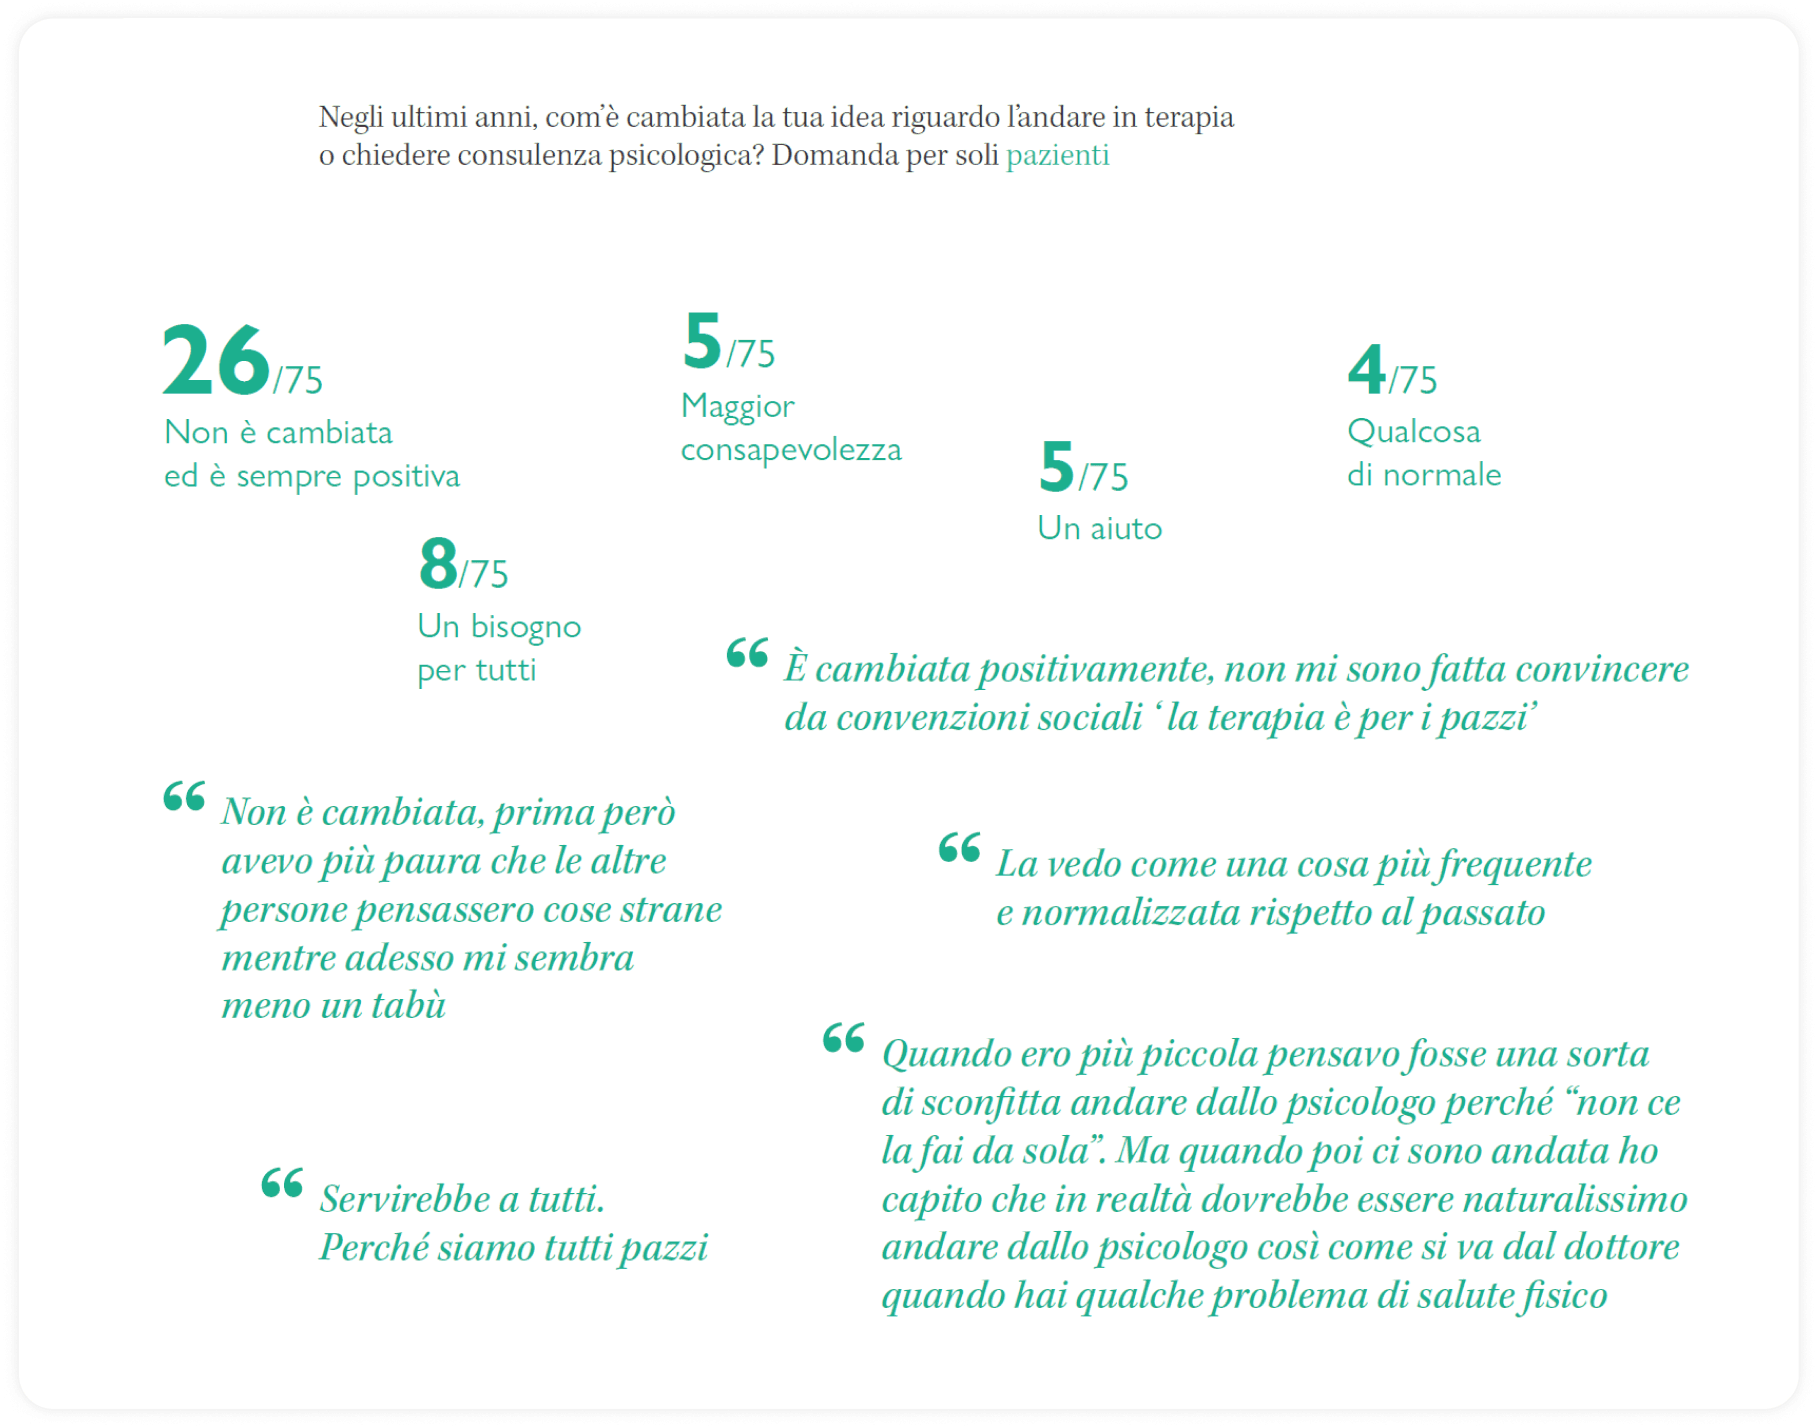 Negli ultimi anni, com’è cambiata la tua idea riguardo l’andare in terapia
o chiedere consulenza psicologica? Domanda per soli pazienti
26/75
Non è cambiata
ed è sempre positiva
5/75
Maggior
consapevolezza
5/75
Un aiuto
4/75
Qualcosa
di normale
8/75
Un bisogno
per tutti
“ È cambiata positivamente, non mi sono fatta convincere
da convenzioni sociali ‘ la terapia è per i pazzi’
“ Non è cambiata, prima però
avevo più paura che le altre
persone pensassero cose strane
mentre adesso mi sembra
meno un tabù
“ La vedo come una cosa più frequente
e normalizzata rispetto al passato
“ Quando ero più piccola pensavo fosse una sorta
di sconfitta andare dallo psicologo perché “non ce
la fai da sola”. Ma quando poi ci sono andata ho
capito che in realtà dovrebbe essere naturalissimo
andare dallo psicologo così come si va dal dottore
quando hai qualche problema di salute fisico
“ Servirebbe a tutti.
Perché siamo tutti pazzi